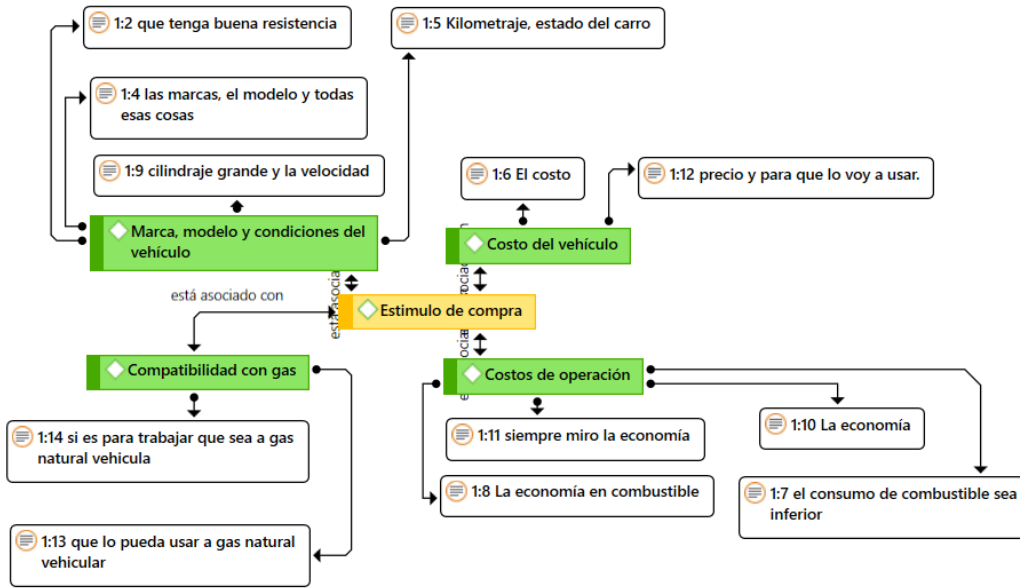 1:2 que tenga buena resistencia
1:5 Kilometraje, estado del carro
1:4 las marcas, el modelo y todas
esas cosas
1:9 cilindraje grande y la velocidad
1:6 El costo
1:12 precio y para que lo voy a usar.
Marca, modelo y condiciones del
vehículo
Costo del vehículo
está asociado con
Estimulo de compra
Compatibilidad con gas
Costos de operación
1:14 si es para trabajar que sea a gas
natural vehicula
1:11 siempre miro la economía
1:10 La economía
1:8 La economía en combustible
1:7 el consumo de combustible sea
inferior
1:13 que lo pueda usar a gas natural
vehicular